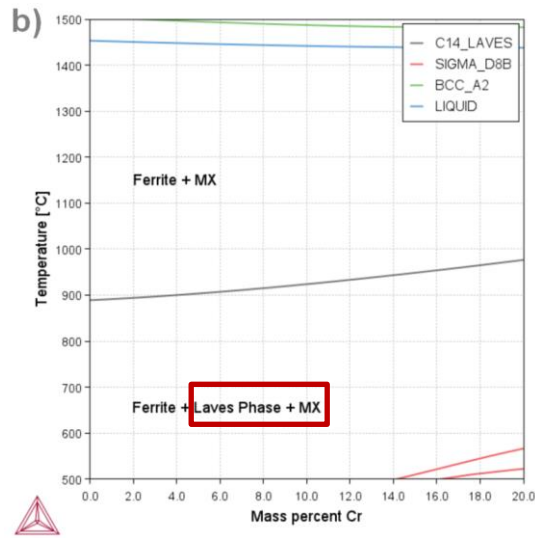 b)
1500
1400
1300
1200
1100
1000
900
800
700
600
500
Temperature [°C]
C14_LAVES
SIGMA_D8B
BCC_A2
LIQUID
Ferrite + MX
Ferrite + Laves Phase + MX
0.0 2.0 4.0 6.0 8.0 10.0 12.0 14.0 16.0 18.0 20.0
Mass percent Cr